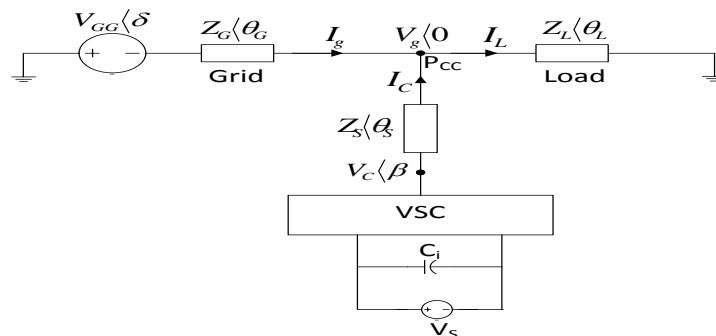 V_GG⟨δ
Z_G⟨θ_G I_g V_g⟨0 I_L Z_L⟨θ_L
+ -
Grid Pcc Load
I_C
Z_S⟨θ_S
V_C⟨β
VSC
C_i
+ -
V_S